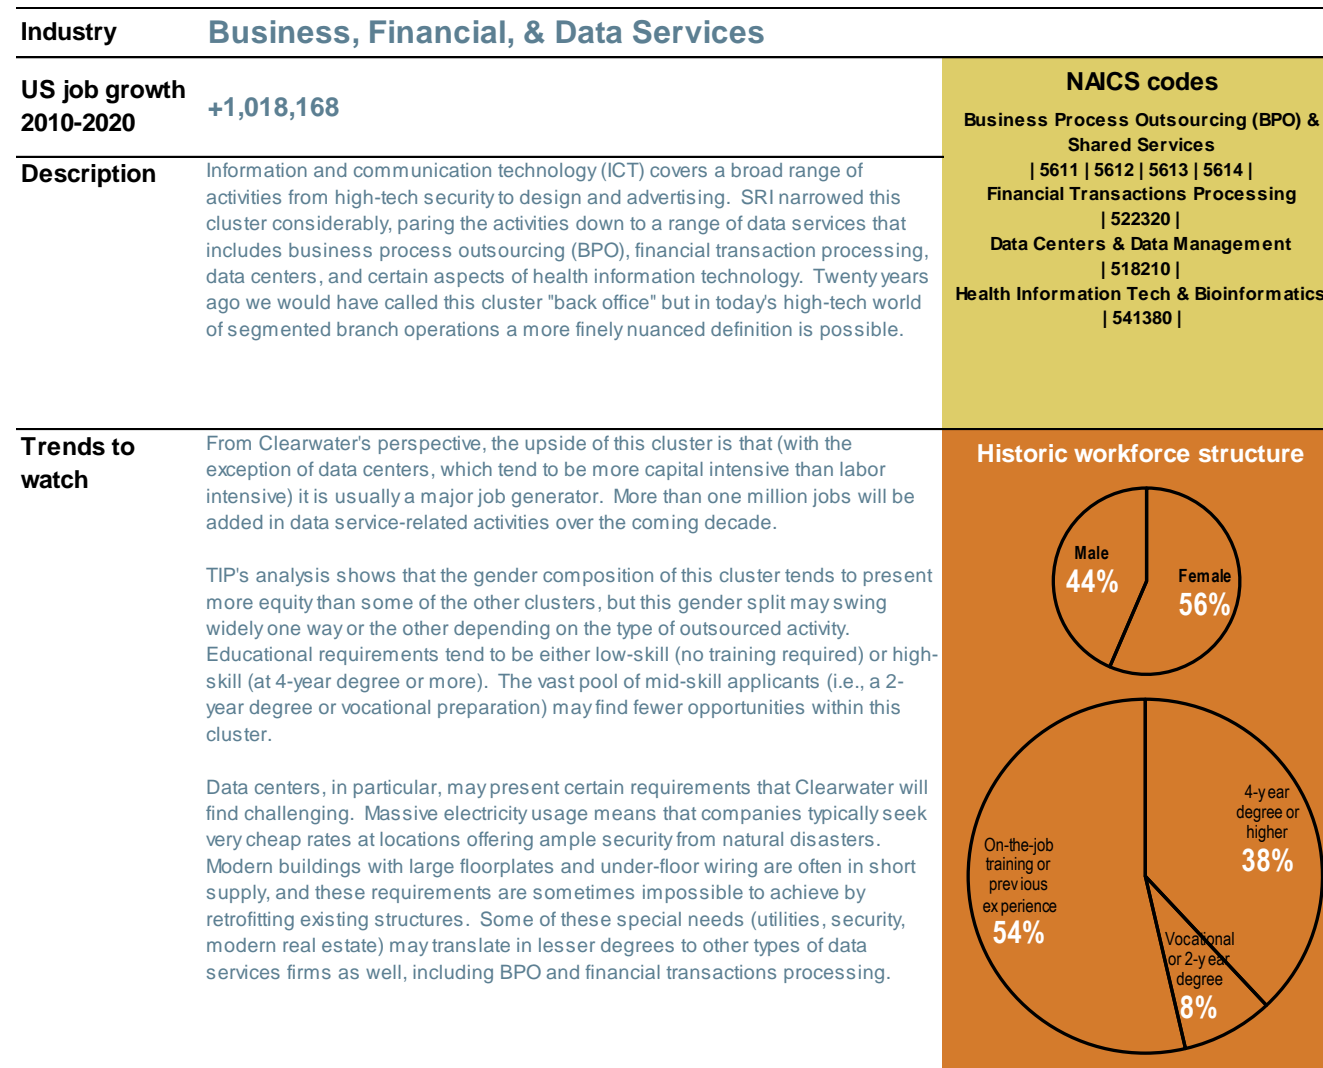 Industry
Business, Financial, & Data Services
US job growth
2010-2020
+1,018,168
NAICS codes
Business Process Outsourcing (BPO) &
Shared Services
| 5611 | 5612 | 5613 | 5614 |
Financial Transactions Processing
| 522320 |
Data Centers & Data Management
| 518210 |
Health Information Tech & Bioinformatics
| 541380 |
Description
Information and communication technology (ICT) covers a broad range of
activities from high-tech security to design and advertising. SRI narrowed this
cluster considerably, paring the activities down to a range of data services that
includes business process outsourcing (BPO), financial transaction processing,
data centers, and certain aspects of health information technology. Twenty years
ago we would have called this cluster "back office" but in today's high-tech world
of segmented branch operations a more finely nuanced definition is possible.
Trends to
watch
From Clearwater's perspective, the upside of this cluster is that (with the
exception of data centers, which tend to be more capital intensive than labor
intensive) it is usually a major job generator. More than one million jobs will be
added in data service-related activities over the coming decade.
TIP's analysis shows that the gender composition of this cluster tends to present
more equity than some of the other clusters, but this gender split may swing
widely one way or the other depending on the type of outsourced activity.
Educational requirements tend to be either low-skill (no training required) or high-
skill (at 4-year degree or more). The vast pool of mid-skill applicants (i.e., a 2-
year degree or vocational preparation) may find fewer opportunities within this
cluster.
Data centers, in particular, may present certain requirements that Clearwater will
find challenging. Massive electricity usage means that companies typically seek
very cheap rates at locations offering ample security from natural disasters.
Modern buildings with large floorplates and under-floor wiring are often in short
supply, and these requirements are sometimes impossible to achieve by
retrofitting existing structures. Some of these special needs (utilities, security,
modern real estate) may translate in lesser degrees to other types of data
services firms as well, including BPO and financial transactions processing.
Historic workforce structure
Male
44%
Female
56%
4-year
degree or
higher
38%
On-the-job
training or
previous
experience
54%
Vocational
or 2-year
degree
8%